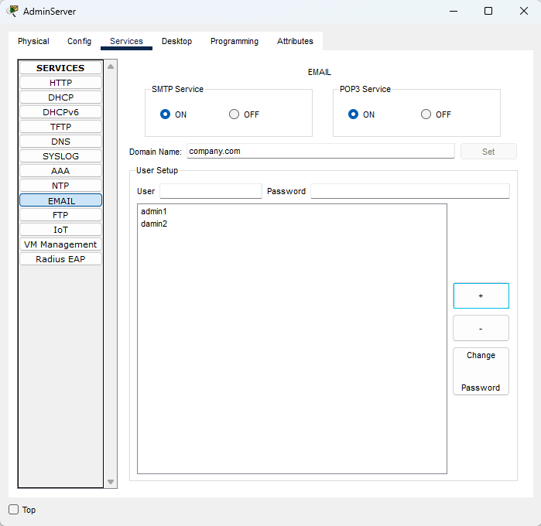 AdminServer
Physical Config Services Desktop Programming Attributes
SERVICES
HTTP
DHCP
DHCPv6
TFTP
DNS
SYSLOG
AAA
NTP
EMAIL
FTP
IoT
VM Management
Radius EAP
EMAIL
SMTP Service
ON OFF
POP3 Service
ON OFF
Domain Name: company.com Set
User Setup
User Password
admin1
damin2
+
-
Change
Password
Top